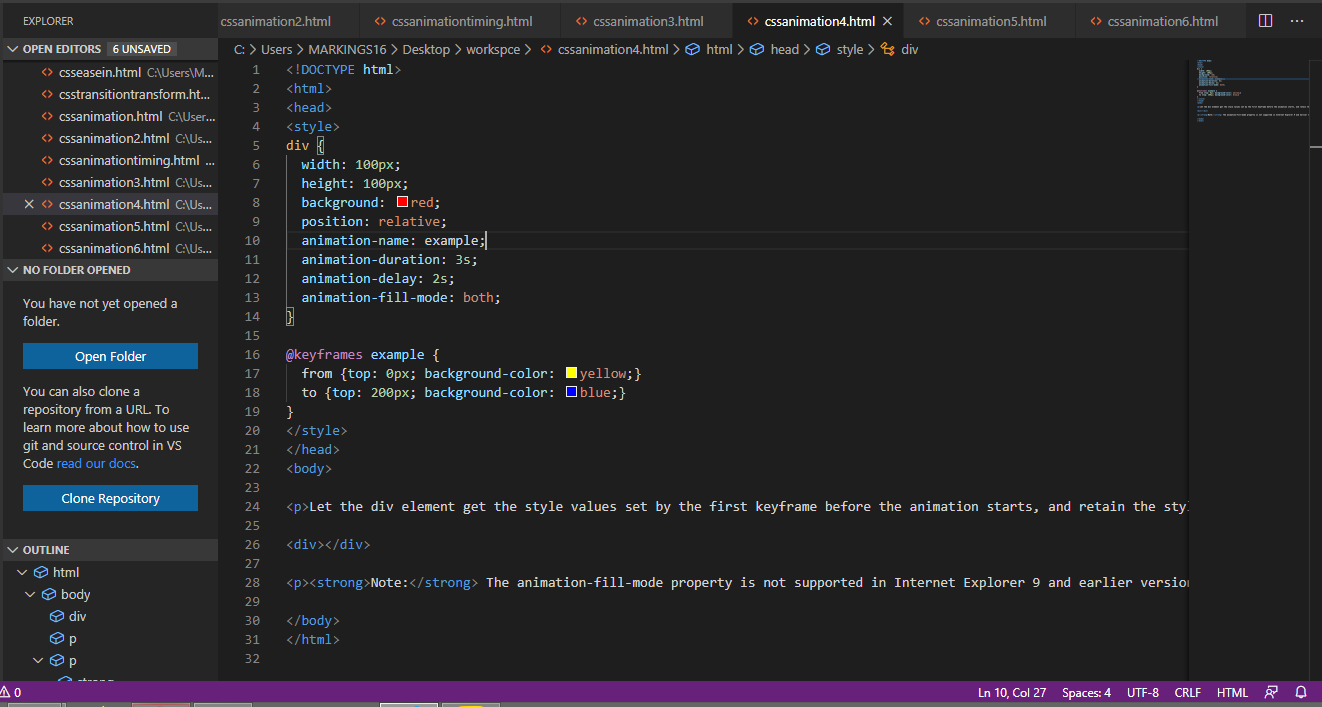 EXPLORER
cssanimation2.html
cssanimationtiming.html
cssanimation3.html
cssanimation4.html
cssanimation5.html
cssanimation6.html
OPEN EDITORS 6 UNSAVED
C: > Users > MARKINGS16 > Desktop > workspce > cssanimation4.html > html > head > style > div
csseasein.html C:\Users\M...
csstransitiontransform.ht...
cssanimation.html C:\User...
cssanimation2.html C:\Us...
cssanimationtiming.html ...
cssanimation3.html C:\Us...
cssanimation4.html C:\Us...
cssanimation5.html C:\Us...
cssanimation6.html C:\Us...
NO FOLDER OPENED
You have not yet opened a
folder.
Open Folder
You can also clone a
repository from a URL. To
learn more about how to use
git and source control in VS
Code read our docs.
Clone Repository
OUTLINE
html
body
div
p
p
1 <!DOCTYPE html>
2 <html>
3 <head>
4 <style>
5 div {
6 width: 100px;
7 height: 100px;
8 background: red;
9 position: relative;
10 animation-name: example;
11 animation-duration: 3s;
12 animation-delay: 2s;
13 animation-fill-mode: both;
14 }
15
16 @keyframes example {
17 from {top: 0px; background-color: yellow;}
18 to {top: 200px; background-color: blue;}
19 }
20 </style>
21 </head>
22 <body>
23
24 <p>Let the div element get the style values set by the first keyframe before the animation starts, and retain the sty
25
26 <div></div>
27
28 <p><strong>Note:</strong> The animation-fill-mode property is not supported in Internet Explorer 9 and earlier versio
29
30 </body>
31 </html>
32
0
Ln 10, Col 27 Spaces: 4 UTF-8 CRLF HTML